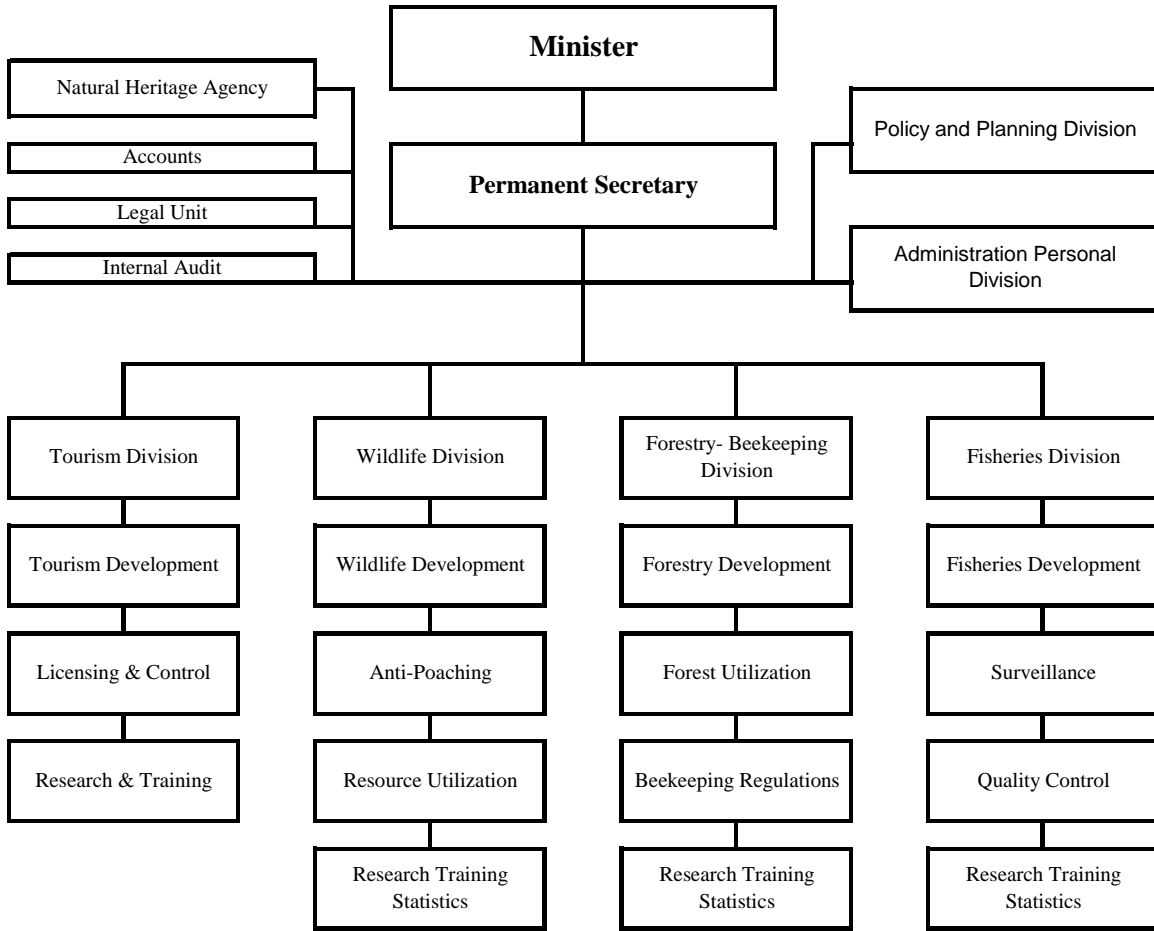 Minister
Natural Heritage Agency
Policy and Planning Division
Accounts
Permanent Secretary
Legal Unit
Internal Audit
Administration Personal
Division
Tourism Division
Wildlife Division
Forestry- Beekeeping
Division
Fisheries Division
Tourism Development
Wildlife Development
Forestry Development
Fisheries Development
Licensing & Control
Anti-Poaching
Forest Utilization
Surveillance
Research & Training
Resource Utilization
Beekeeping Regulations
Quality Control
Research Training
Statistics
Research Training
Statistics
Research Training
Statistics